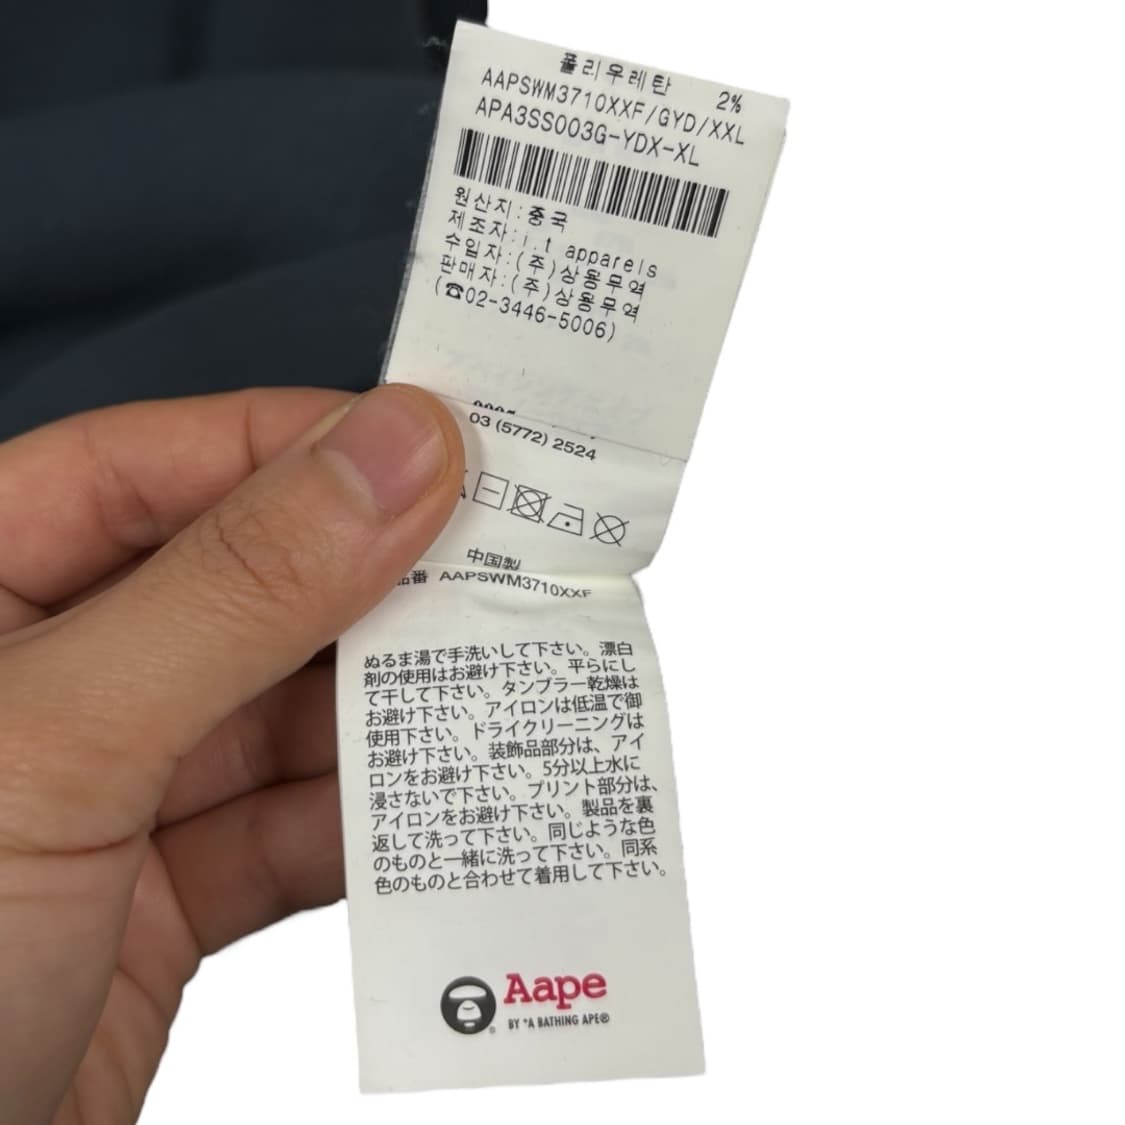 폴리우레탄 2%
AAPSWM3710XXF/GYD/XXL
APA3SS003G-YDX-XL
원산지:중국
제조자:i.t apparels
수입자:(주)상용무역
판매자:(주)상용무역
(☎02-3446-5006)
03 (5772) 2524
中国製
品番 AAPSWM3710XXF
ぬるま湯で手洗いして下さい。漂白
剤の使用はお避け下さい。平らにし
て干して下さい。タンブラー乾燥は
お避け下さい。アイロンは低温で御
使用下さい。ドライクリーニングは
お避け下さい。装飾品部分は、アイ
ロンをお避け下さい。5分以上水に
浸さないで下さい。プリント部分は、
アイロンをお避け下さい。製品を裏
返して洗って下さい。同じような色
のものと一緒に洗って下さい。同系
色のものと合わせて着用して下さい。
Aape
BY *A BATHING APE®